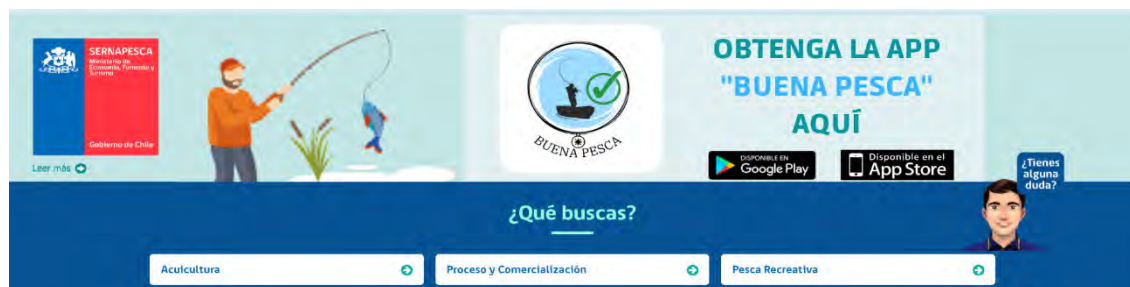 SERNAPESCA
Ministerio de
Economía, Fomento y
Turismo
Gobierno de Chile
Leer más
BUENA PESCA
OBTENGA LA APP
"BUENA PESCA"
AQUÍ
DISPONIBLE EN
Google Play
Disponible en el
App Store
¿Tienes
alguna
duda?
¿Qué buscas?
Acuicultura
Proceso y Comercialización
Pesca Recreativa